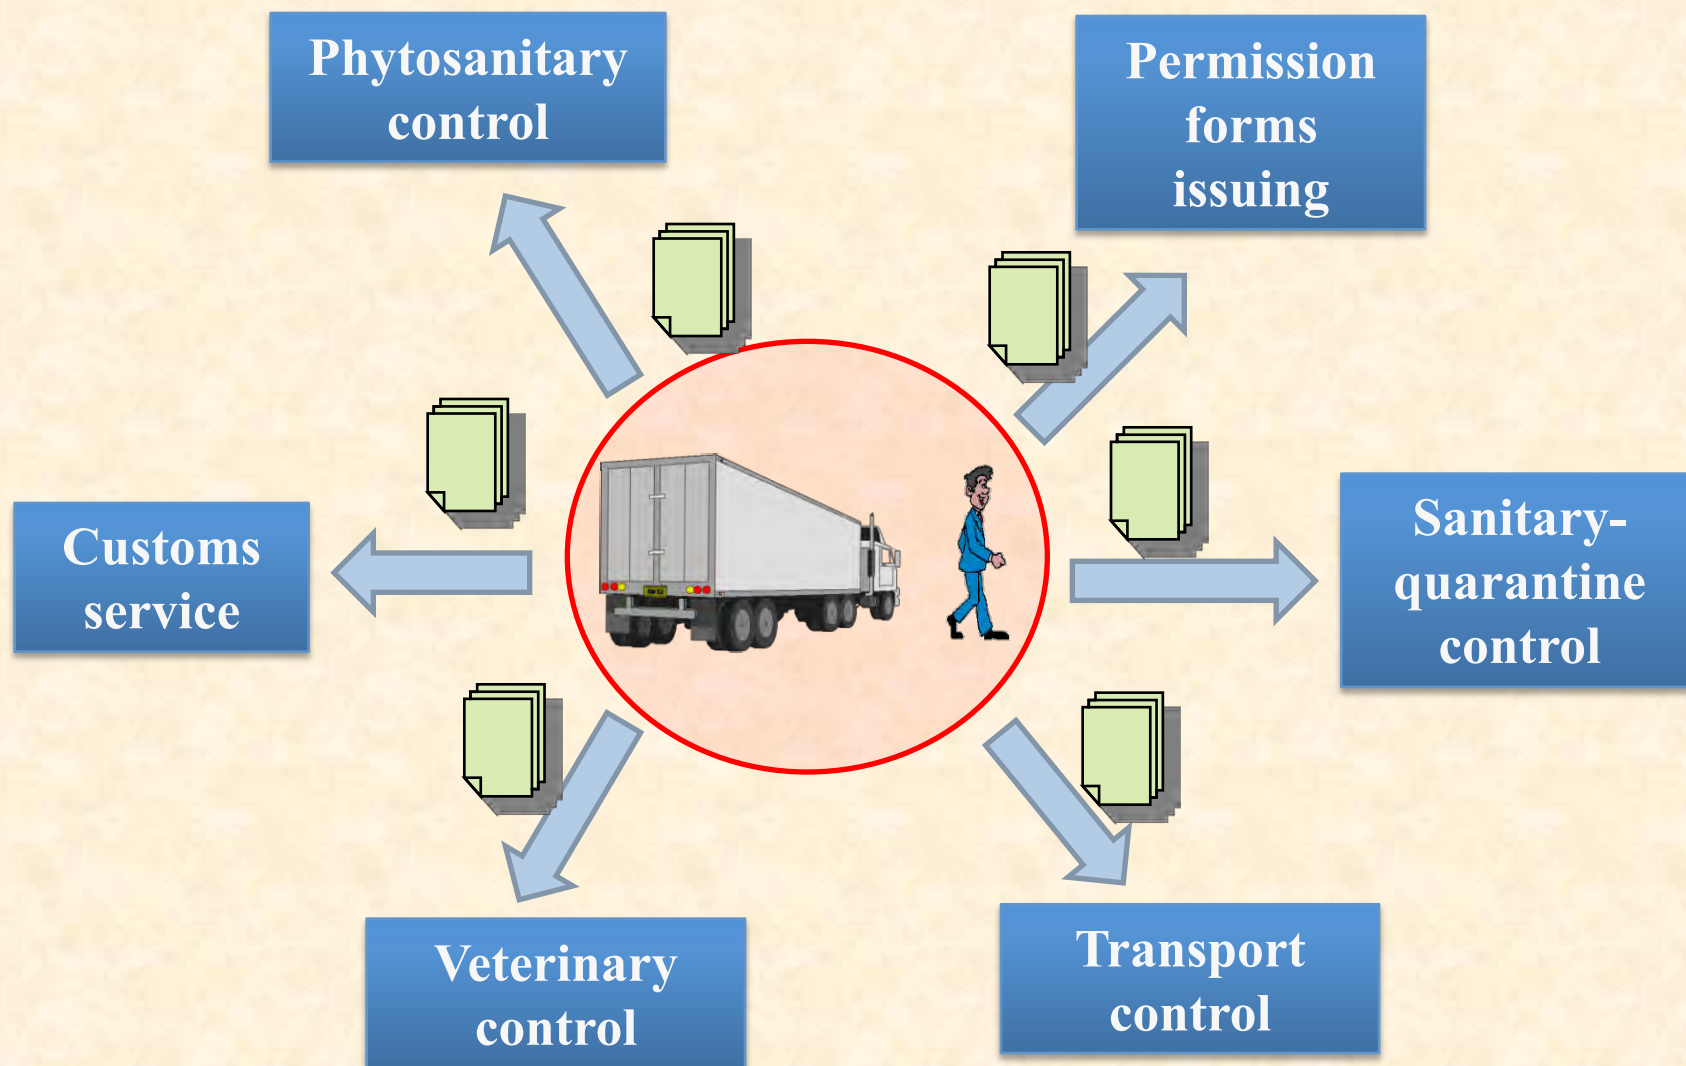 Phytosanitary
control
Permission
forms
issuing
Customs
service
Sanitary-
quarantine
control
Veterinary
control
Transport
control